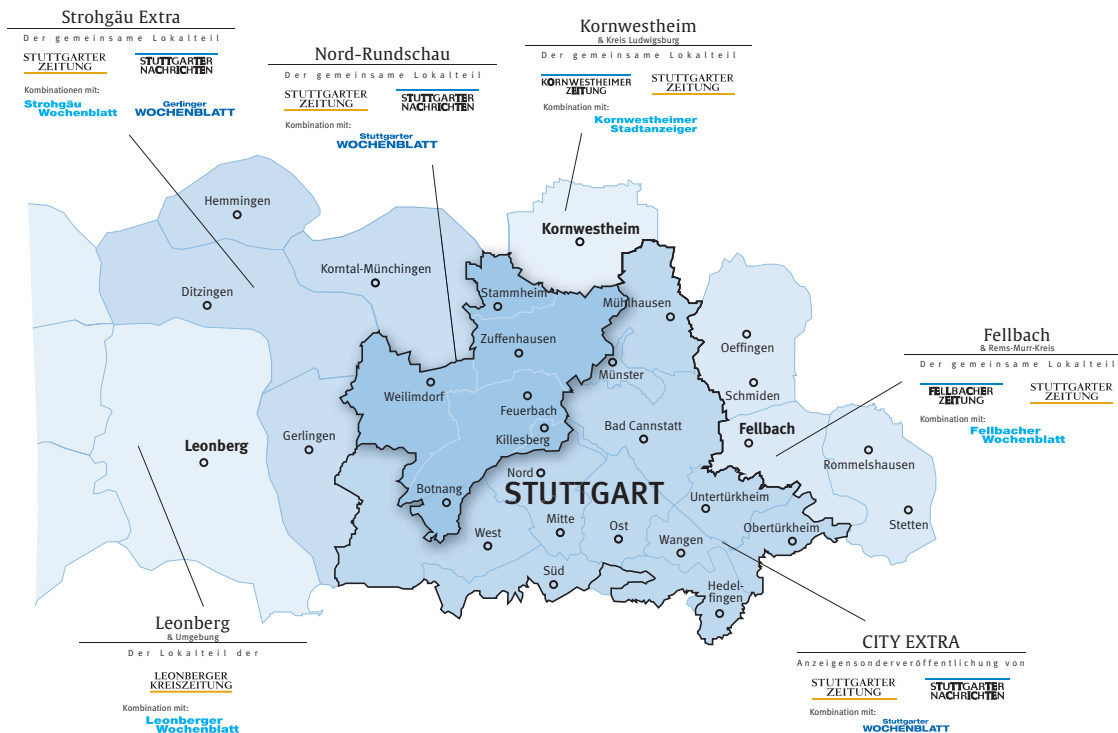 Strohgäu Extra
Der gemeinsame Lokalteil
STUTTGARTER
ZEITUNG
STUTTGARTER
NACHRICHTEN
Kombinationen mit:
Strohgäu
Wochenblatt
Gerlinger
WOCHENBLATT
Nord-Rundschau
Der gemeinsame Lokalteil
STUTTGARTER
ZEITUNG
STUTTGARTER
NACHRICHTEN
Kombination mit:
Stuttgarter
WOCHENBLATT
Kornwestheim
& Kreis Ludwigsburg
Der gemeinsame Lokalteil
KORNWESTHEIMER
ZEITUNG
STUTTGARTER
ZEITUNG
Kombination mit:
Kornwestheimer
Stadtanzeiger
Hemmingen
Kornwestheim
Korntal-Münchingen
Ditzingen
Stammheim
Mühlhausen
Zuffenhausen
Oeffingen
Münster
Weilimdorf
Schmiden
Feuerbach
Bad Cannstatt
Fellbach
Gerlingen
Killesberg
Leonberg
Rommelshausen
Nord
Botnang
STUTTGART
Untertürkheim
Stetten
West
Mitte
Ost
Obertürkheim
Wangen
Süd
Hedel-
fingen
Fellbach
& Rems-Murr-Kreis
Der gemeinsame Lokalteil
FELLBACHER
ZEITUNG
STUTTGARTER
ZEITUNG
Kombination mit:
Fellbacher
Wochenblatt
Leonberg
& Umgebung
Der Lokalteil der
LEONBERGER
KREISZEITUNG
Kombination mit:
Leonberger
Wochenblatt
CITY EXTRA
Anzeigensonderveröffentlichung von
STUTTGARTER
ZEITUNG
STUTTGARTER
NACHRICHTEN
Kombination mit:
Stuttgarter
WOCHENBLATT